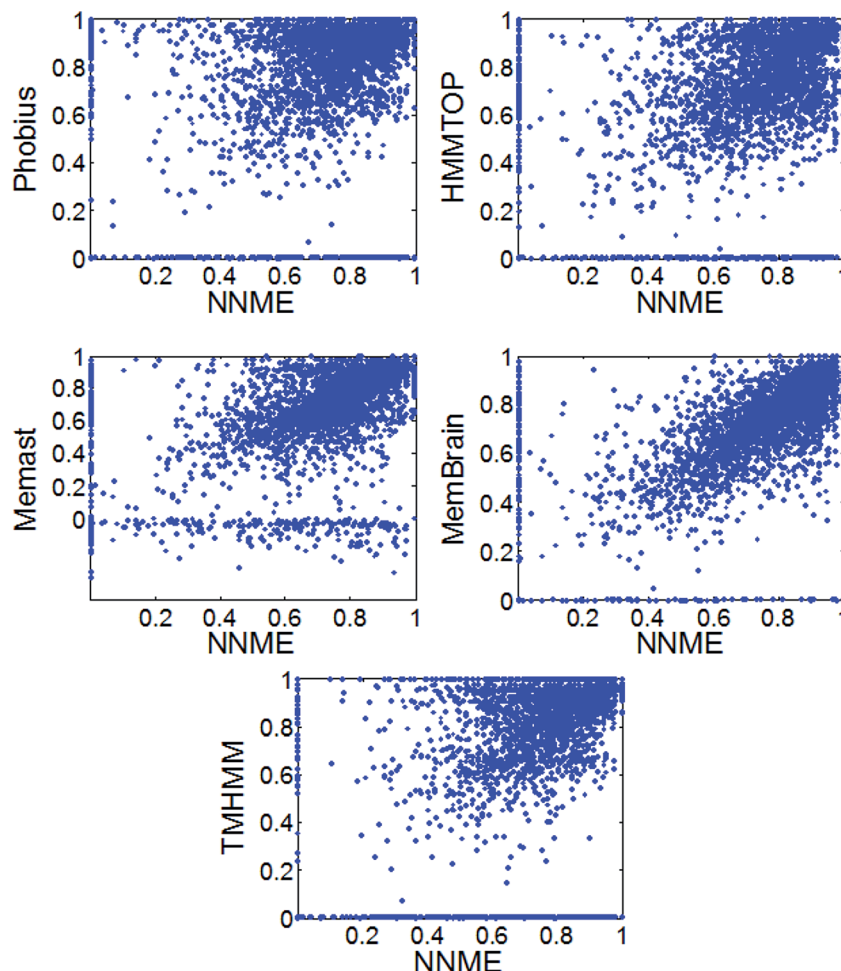 1 1
0.8 0.8
0.6 0.6
Phobius HMMTOP
0.4 0.4
0.2 0.2
0 0
0.2 0.4 0.6 0.8 1 0.2 0.4 0.6 0.8 1
NNME NNME
1 1
0.8 0.8
0.6
0.6 Memast MemBrain
0.4
0.2 0.4
0 0.2
0
0.2 0.4 0.6 0.8 1 0.2 0.4 0.6 0.8 1
NNME NNME
1
0.8
0.6
TMHMM
0.4
0.2
0
0.2 0.4 0.6 0.8 1
NNME